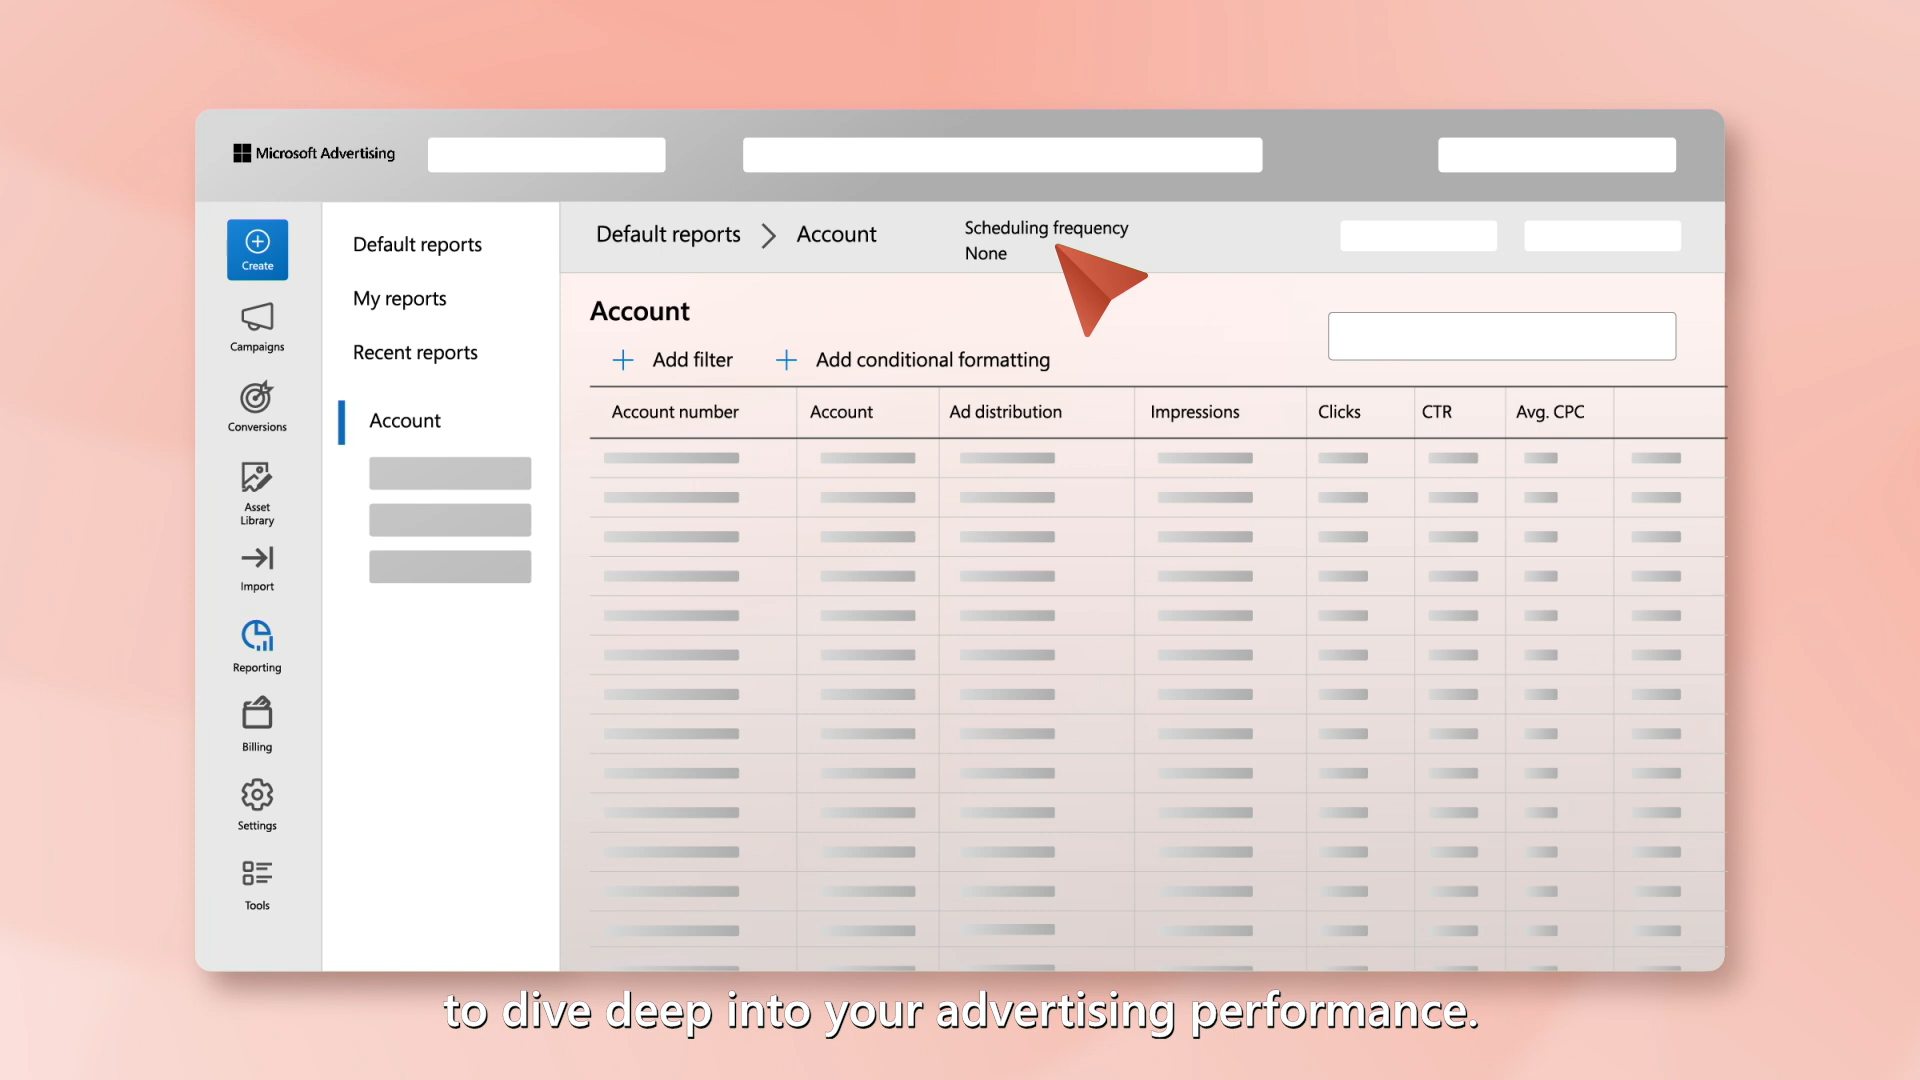 Microsoft Advertising
Create
Campaigns
Conversions
Asset
Library
Import
Reporting
Billing
Settings
Tools
Default reports
My reports
Recent reports
Account
Default reports
Account
Scheduling frequency
None
Account
Add filter
Add conditional formatting
Account number
Account
Ad distribution
Impressions
Clicks
CTR
Avg. CPC
to dive deep into your advertising performance.